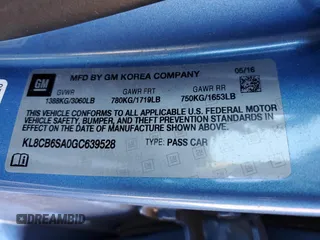 GM
MFD BY GM KOREA COMPANY
05/16
GVWR GAWR FRT GAWR RR
1388KG/3060LB 780KG/1719LB 750KG/1653LB
THIS VEHICLE CONFORMS TO ALL APPLICABLE U.S. FEDERAL MOTOR
VEHICLE SAFETY, BUMPER, AND THEFT PREVENTION STANDARDS
IN EFFECT ON THE DATE OF MANUFACTURE SHOWN ABOVE.
KL8CB6SA0GC639528 TYPE: PASS CAR
DREAMBID